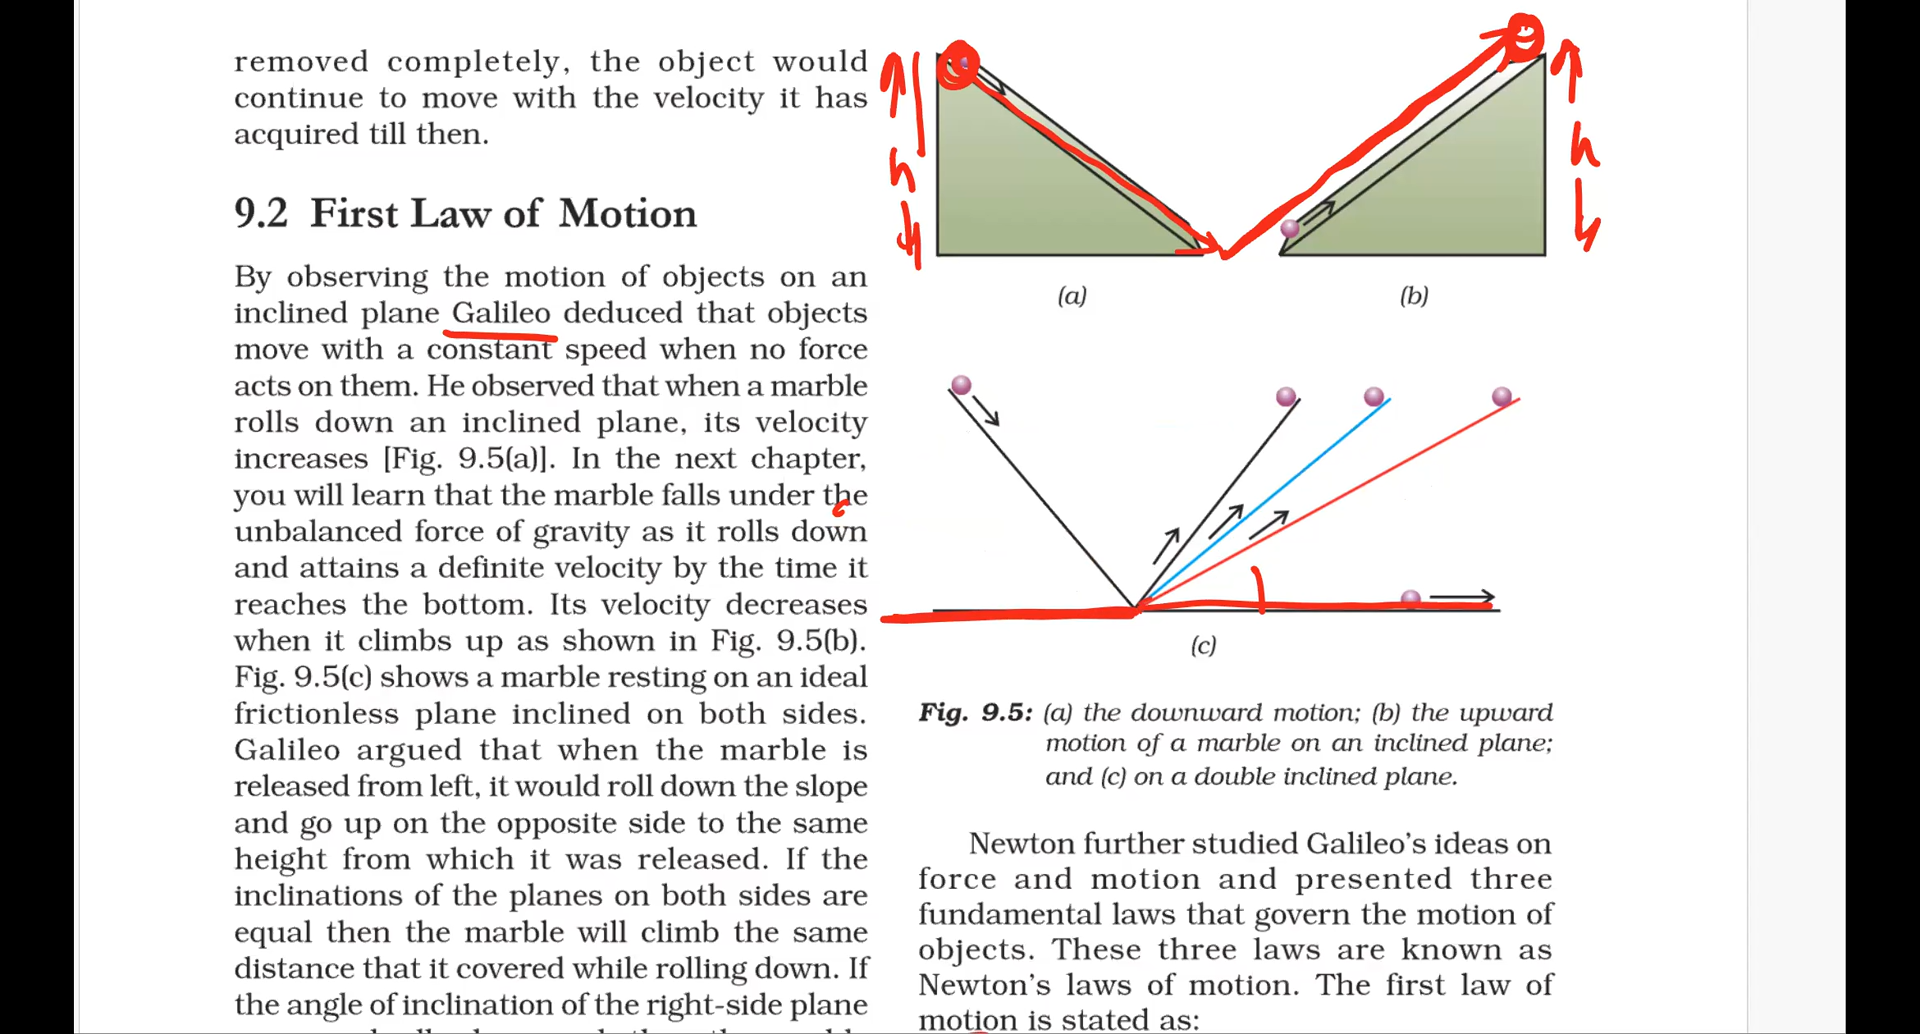 removed completely, the object would
continue to move with the velocity it has
acquired till then.
9.2 First Law of Motion
By observing the motion of objects on an
inclined plane Galileo deduced that objects
move with a constant speed when no force
acts on them. He observed that when a marble
rolls down an inclined plane, its velocity
increases [Fig. 9.5(a)]. In the next chapter,
you will learn that the marble falls under the
unbalanced force of gravity as it rolls down
and attains a definite velocity by the time it
reaches the bottom. Its velocity decreases
when it climbs up as shown in Fig. 9.5(b).
Fig. 9.5(c) shows a marble resting on an ideal
frictionless plane inclined on both sides.
Galileo argued that when the marble is
released from left, it would roll down the slope
and go up on the opposite side to the same
height from which it was released. If the
inclinations of the planes on both sides are
equal then the marble will climb the same
distance that it covered while rolling down. If
the angle of inclination of the right-side plane
h
h
(a)
(b)
(c)
Fig. 9.5: (a) the downward motion; (b) the upward
motion of a marble on an inclined plane;
and (c) on a double inclined plane.
Newton further studied Galileo's ideas on
force and motion and presented three
fundamental laws that govern the motion of
objects. These three laws are known as
Newton's laws of motion. The first law of
motion is stated as: